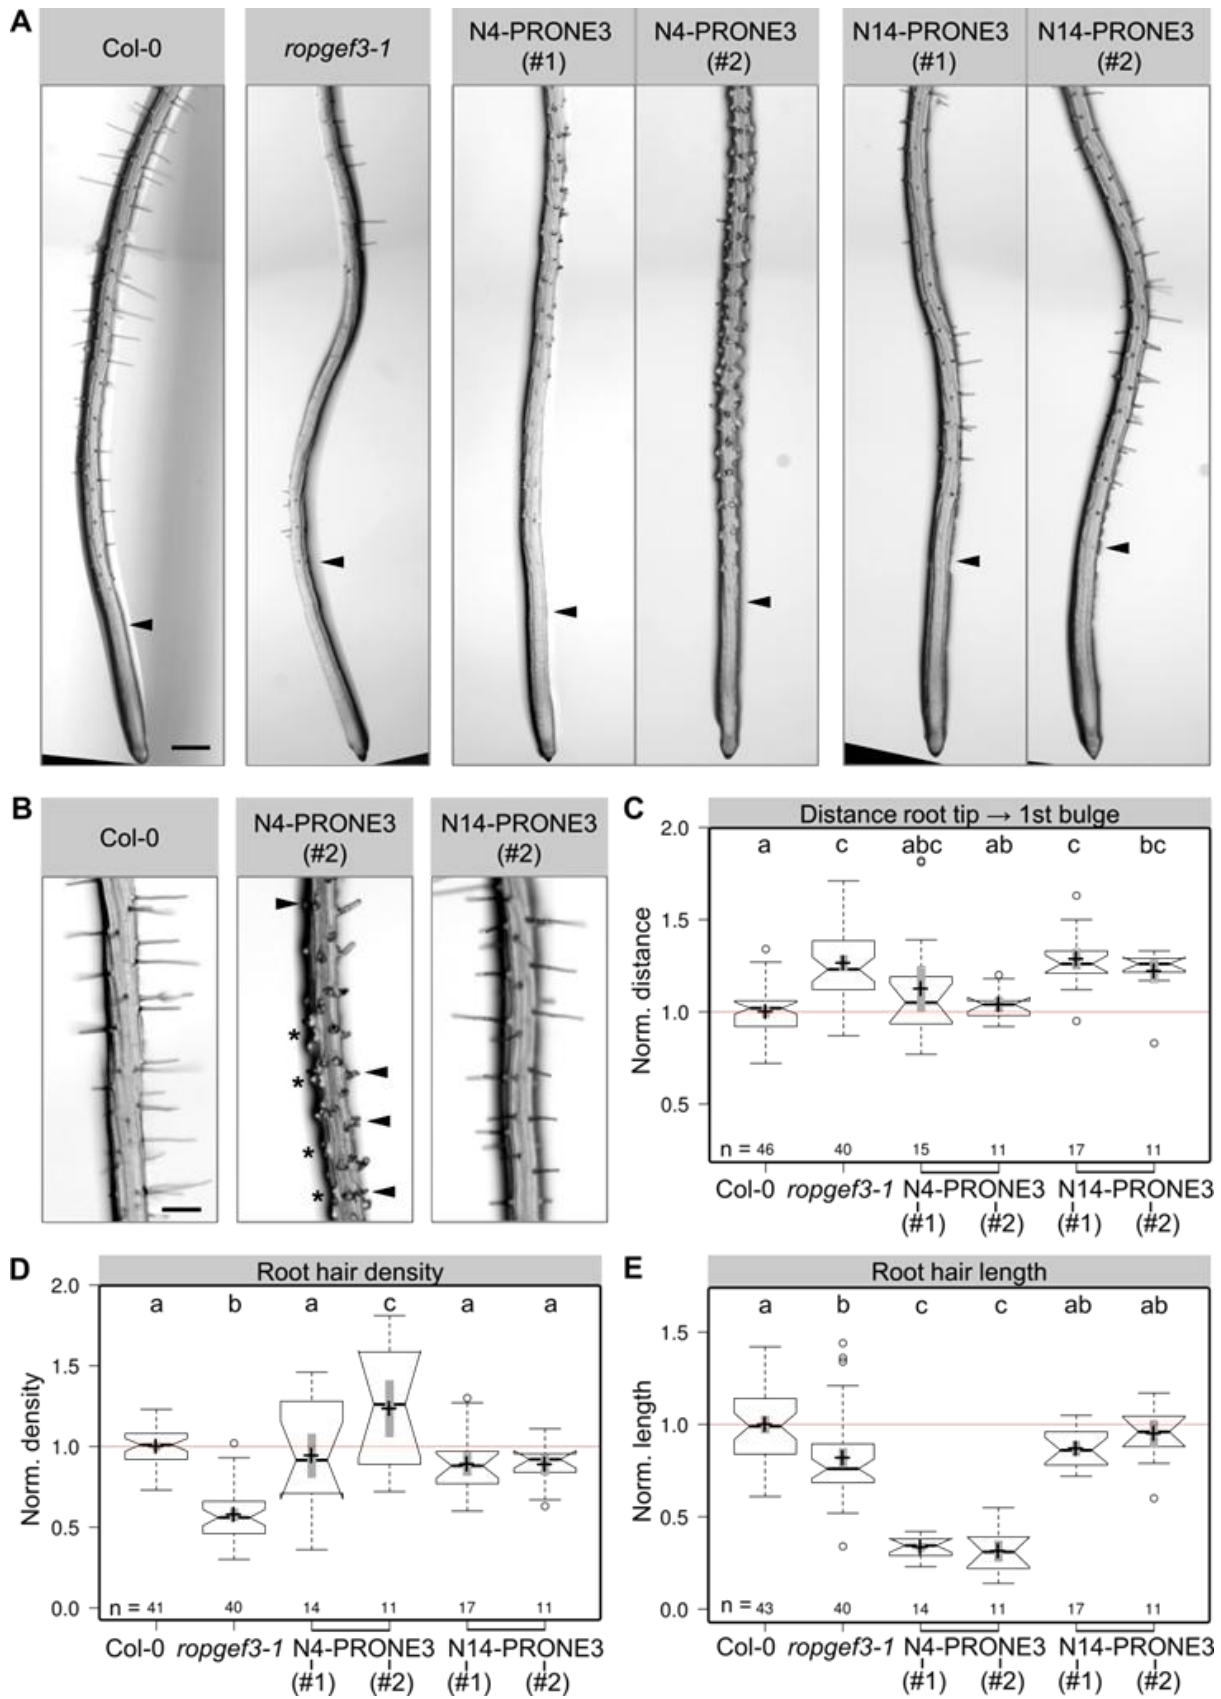 A
Col-0
ropgef3-1
N4-PRONE3
(#1)
N4-PRONE3
(#2)
N14-PRONE3
(#1)
N14-PRONE3
(#2)
B
Col-0
N4-PRONE3
(#2)
N14-PRONE3
(#2)
*
*
*
*
C
Distance root tip → 1st bulge
Norm. distance
2.0
1.5
1.0
0.5
a c abc ab c bc
n = 46 40 15 11 17 11
Col-0 ropgef3-1 N4-PRONE3 N14-PRONE3
(#1) (#2) (#1) (#2)
D
Root hair density
Norm. density
2.0
1.5
1.0
0.5
0.0
a b a c a a
n = 41 40 14 11 17 11
Col-0 ropgef3-1 N4-PRONE3 N14-PRONE3
(#1) (#2) (#1) (#2)
E
Root hair length
Norm. length
1.5
1.0
0.5
0.0
a b c c ab ab
n = 43 40 14 11 17 11
Col-0 ropgef3-1 N4-PRONE3 N14-PRONE3
(#1) (#2) (#1) (#2)